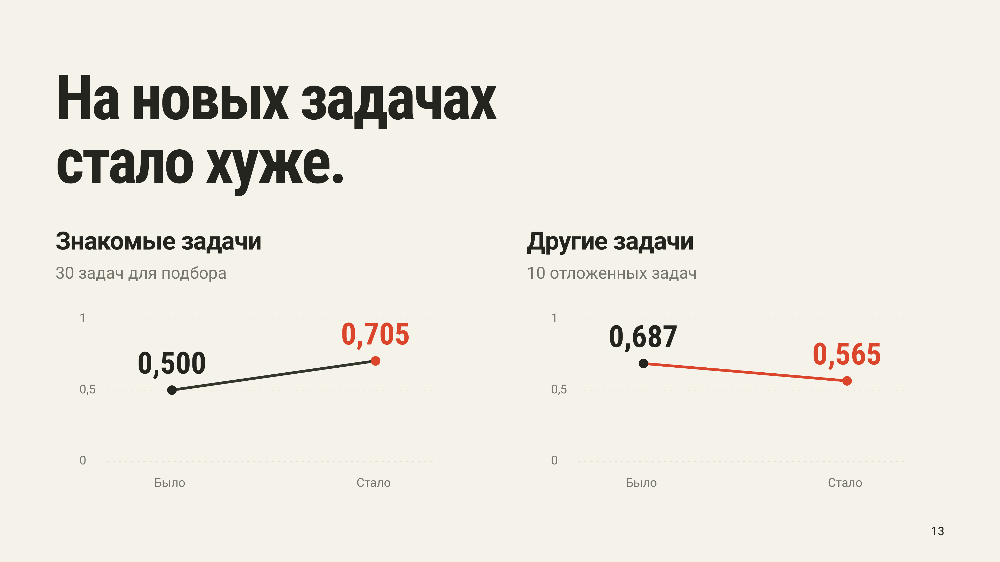 На новых задачах
стало хуже.
Знакомые задачи
30 задач для подбора
1
0,705
0,500
0,5
0
Было
Стало
Другие задачи
10 отложенных задач
1
0,687
0,565
0,5
0
Было
Стало
13